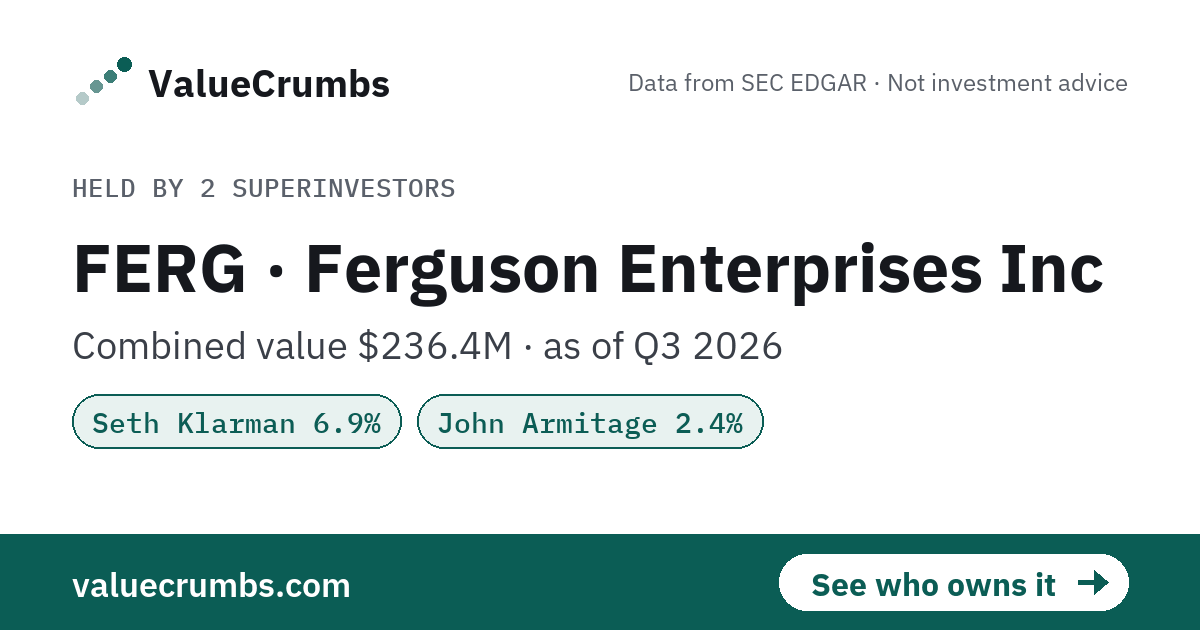 ValueCrumbs
Data from SEC EDGAR · Not investment advice
HELD BY 2 SUPERINVESTORS
FERG · Ferguson Enterprises Inc
Combined value $236.4M · as of Q3 2026
Seth Klarman 6.9%
John Armitage 2.4%
valuecrumbs.com
See who owns it →